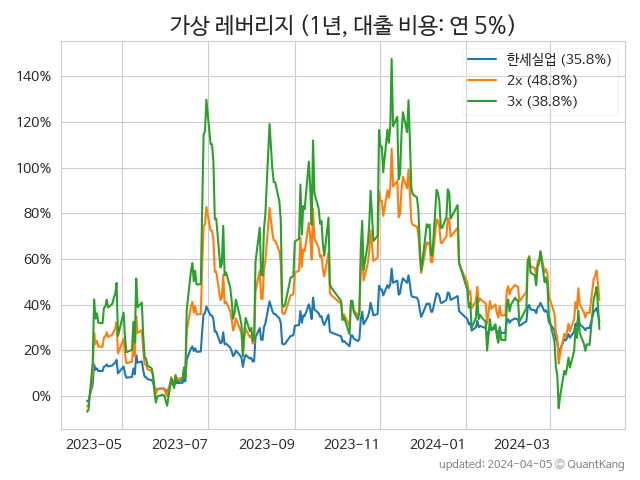 가상 레버리지 (1년, 대출 비용: 연 5%)
한세실업 (35.8%)
2x (48.8%)
3x (38.8%)
140%
120%
100%
80%
60%
40%
20%
0%
2023-05 2023-07 2023-09 2023-11 2024-01 2024-03
updated: 2024-04-05 © QuantKang